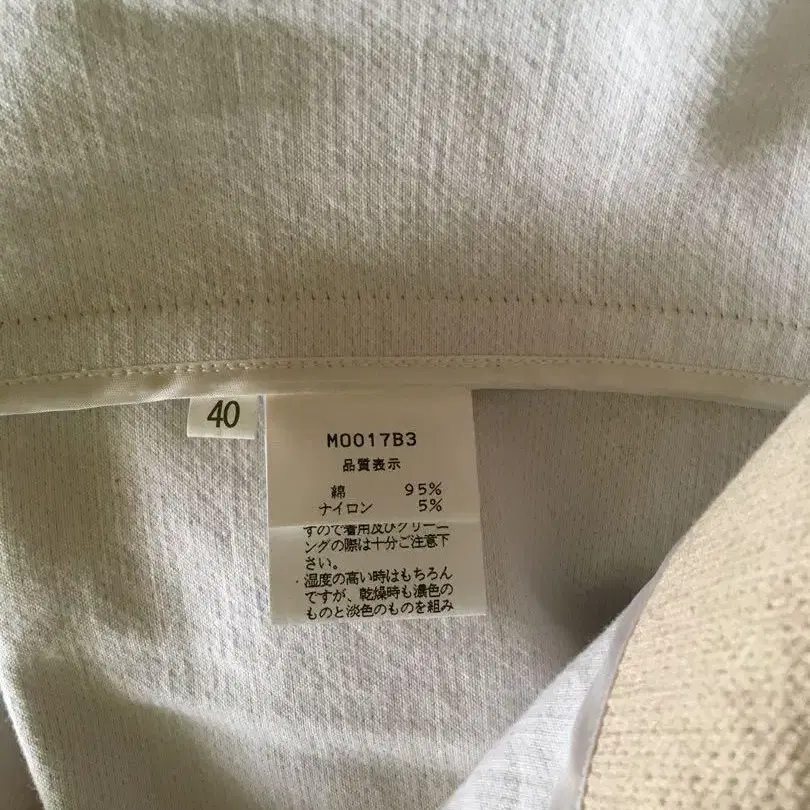 40
M0017B3
品質表示
綿 95%
ナイロン 5%
すので着用及びクリーニ
ングの際は十分ご注意下
さい。
・湿度の高い時はもちろん
ですが、乾燥時も濃色の
ものと淡色のものを組み